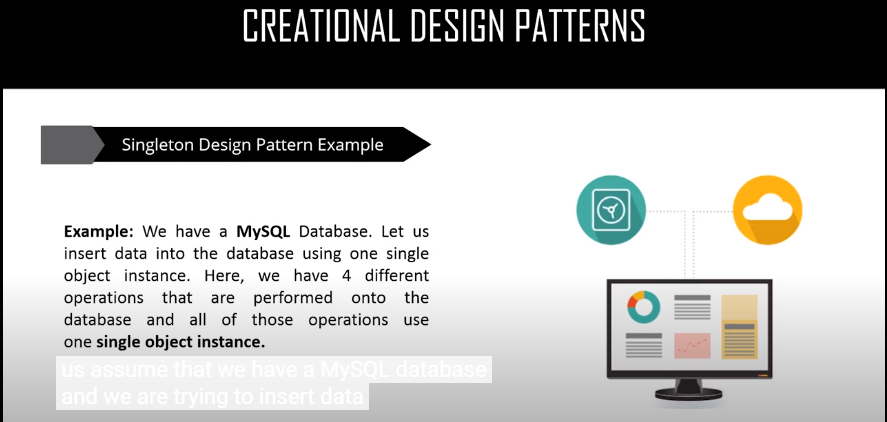 CREATIONAL DESIGN PATTERNS
Singleton Design Pattern Example
Example: We have a MySQL Database. Let us
insert data into the database using one single
object instance. Here, we have 4 different
operations that are performed onto the
database and all of those operations use
one single object instance.
us assume that we have a MySQL database
and we are trying to insert data